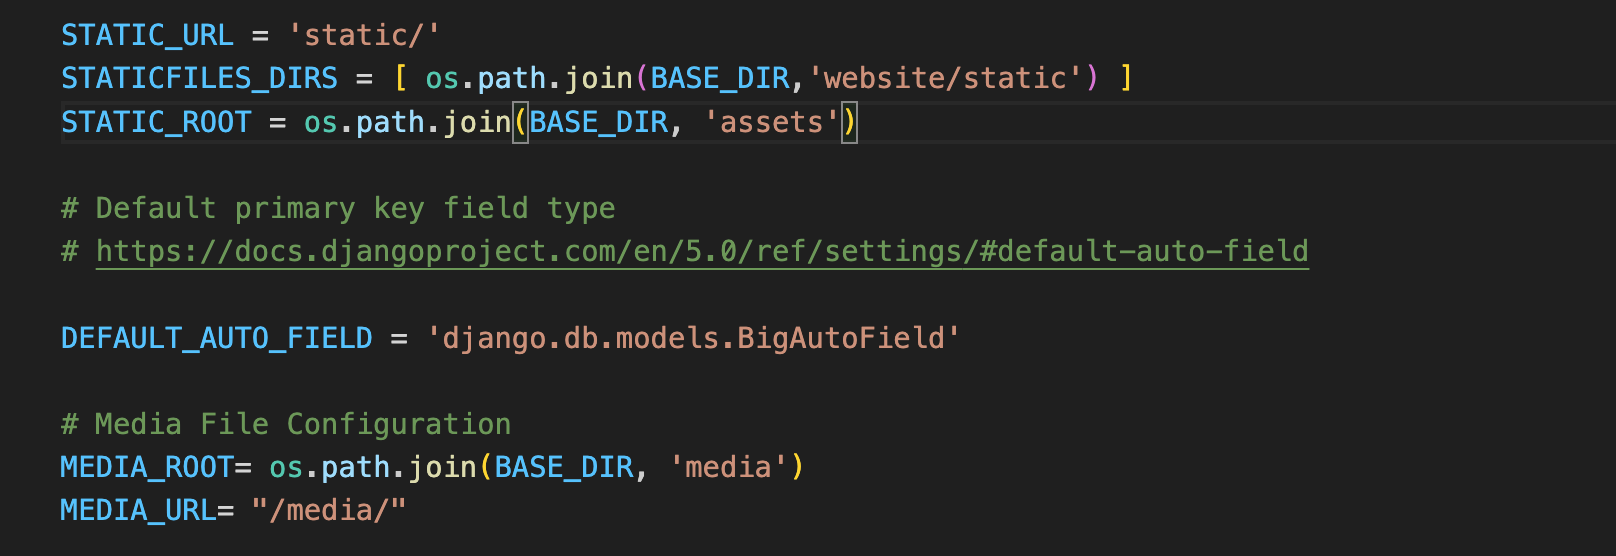 STATIC_URL = 'static/'
STATICFILES_DIRS = [ os.path.join(BASE_DIR,'website/static') ]
STATIC_ROOT = os.path.join(BASE_DIR, 'assets')
# Default primary key field type
# https://docs.djangoproject.com/en/5.0/ref/settings/#default-auto-field
DEFAULT_AUTO_FIELD = 'django.db.models.BigAutoField'
# Media File Configuration
MEDIA_ROOT= os.path.join(BASE_DIR, 'media')
MEDIA_URL= "/media/"